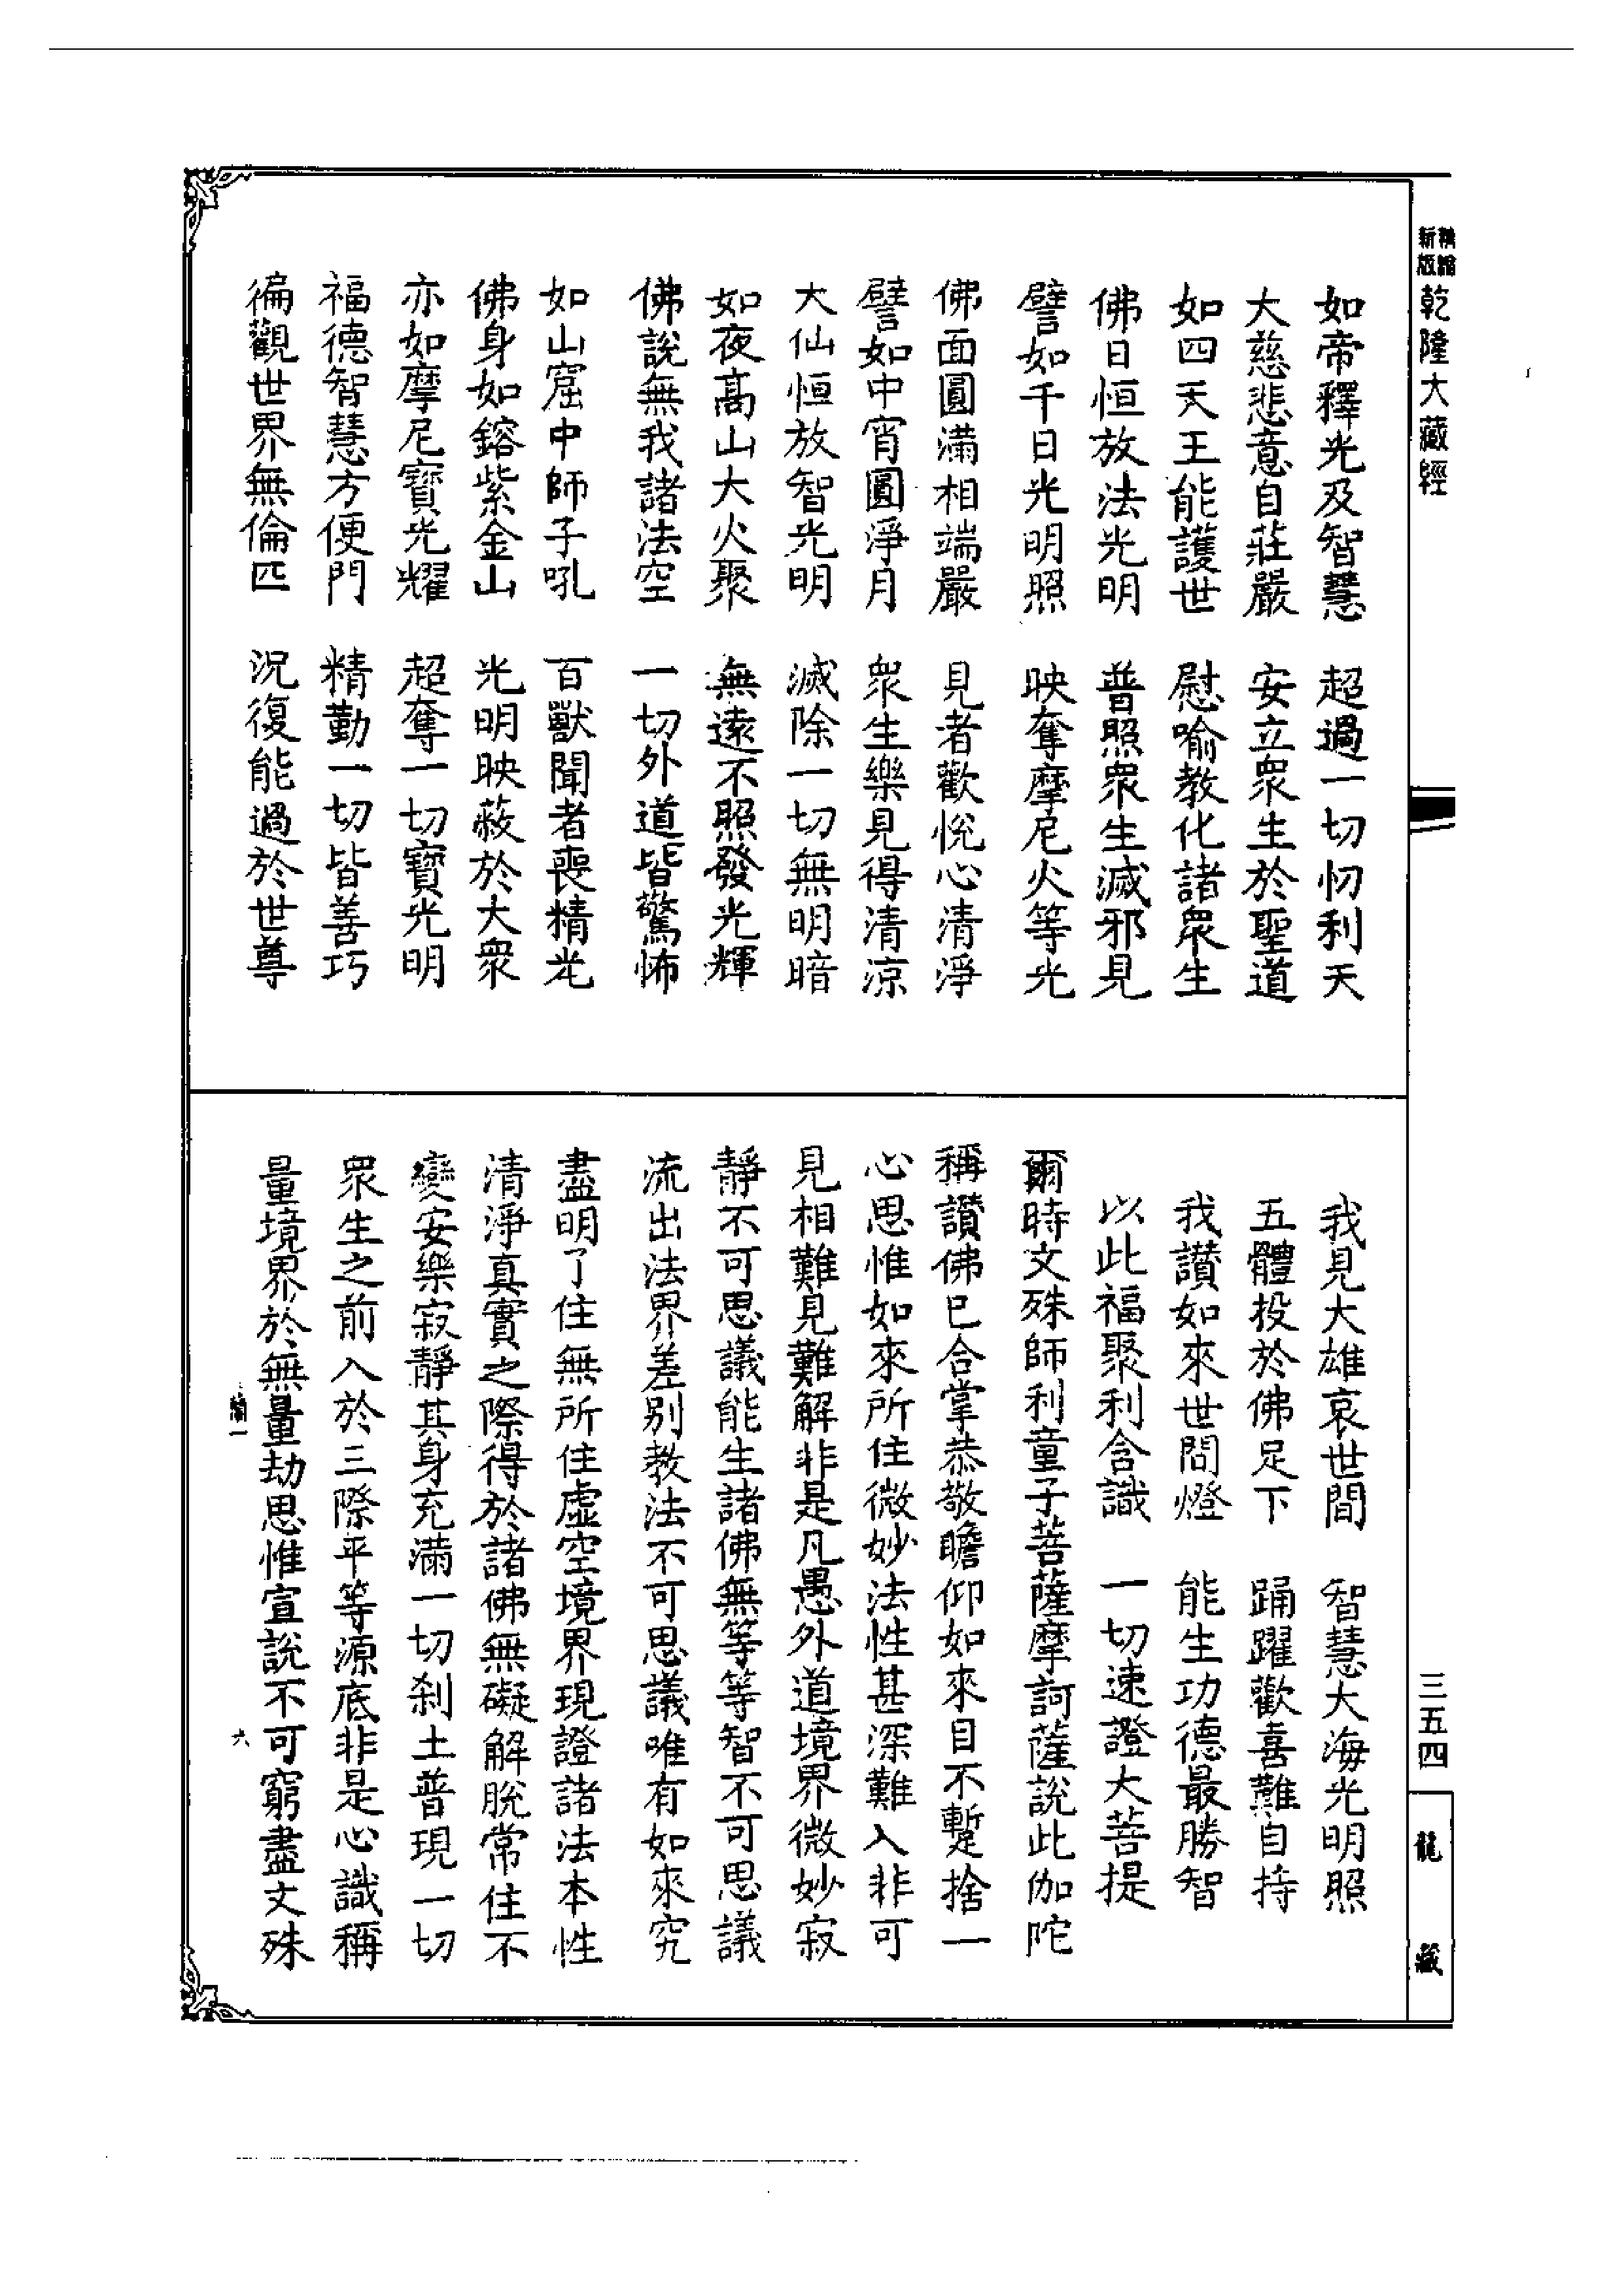 新版
精縮
乾隆大藏經
三五四
龍藏
如帝釋光及智慧　超過一切忉利天
大慈悲意自莊嚴　安立眾生於聖道
如四天王能護世　慰喻教化諸眾生
佛日恒放法光明　普照眾生滅邪見
譬如千日光明照　映奪摩尼火等光
佛面圓滿相端嚴　見者歡悅心清淨
譬如中宵圓淨月　眾生樂見得清涼
大仙恒放智光明　滅除一切無明暗
如夜高山大火聚　無遠不照發光輝
佛說無我諸法空　一切外道皆驚怖
如山窟中師子吼　百獸聞者喪精光
佛身如鎔紫金山　光明映蔽於大眾
亦如摩尼寶光耀　超奪一切寶光明
福德智慧方便門　精勤一切皆善巧
徧觀世界無倫匹　況復能過於世尊
我見大雄哀世間　智慧大海光明照
五體投於佛足下　踊躍歡喜難自持
我讚如來世間燈　能生功德最勝智
以此福聚利含識　一切速證大菩提
爾時文殊師利童子菩薩摩訶薩說此伽陀
稱讚佛已合掌恭敬瞻仰如來目不暫捨一
心思惟如來所住微妙法性甚深難入非可
見相難見難解非是凡愚外道境界微妙寂
靜不可思議能生諸佛無等等智不可思議
流出法界差別教法不可思議唯有如來究
盡明了住無所住虛空境界現證諸法本性
清淨真實之際得於諸佛無礙解脫常住不
變安樂寂靜其身充滿一切剎土普現一切
眾生之前入於三際平等源底非是心識稱
量境界於無量劫思惟宣說不可窮盡文殊
蘭一
六